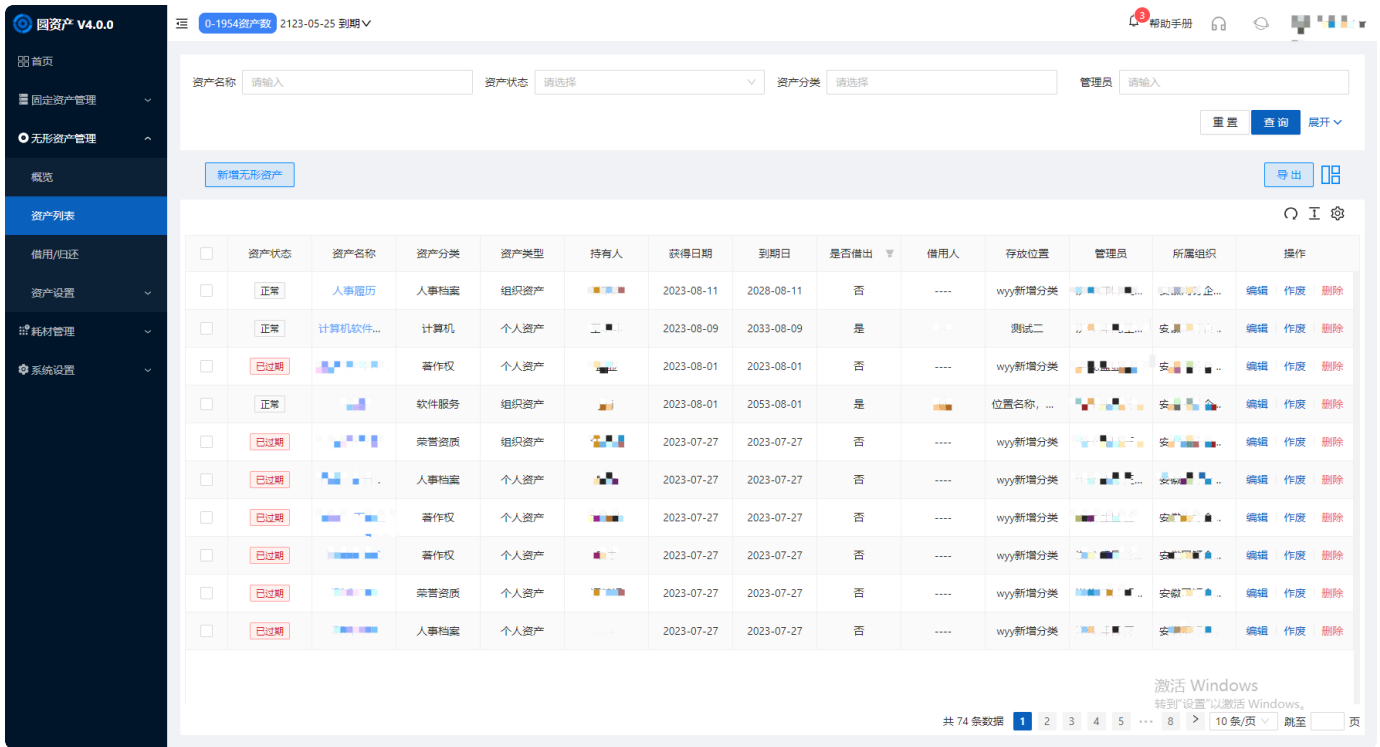 圆资产 V4.0.0
0-1954资产数 2123-05-25 到期
3 帮助手册
首页
固定资产管理
无形资产管理
概览
资产列表
借用/归还
资产设置
耗材管理
系统设置
资产名称 请输入 资产状态 请选择 资产分类 请选择 管理员 请输入
重置 查询 展开
新增无形资产 导出
资产状态 资产名称 资产分类 资产类型 持有人 获得日期 到期日 是否借出 借用人 存放位置 管理员 所属组织 操作
正常 人事履历 人事档案 组织资产 2023-08-11 2028-08-11 否 ---- wyy新增分类 编辑 作废 删除
正常 计算机软件... 计算机 个人资产 2023-08-09 2033-08-09 是 测试二 安 编辑 作废 删除
已过期 著作权 个人资产 2023-08-01 2023-08-01 否 ---- wyy新增分类 安 编辑 作废 删除
正常 软件服务 组织资产 2023-08-01 2053-08-01 是 位置名称，... 安 编辑 作废 删除
已过期 荣誉资质 组织资产 2023-07-27 2023-07-27 否 ---- wyy新增分类 安 编辑 作废 删除
已过期 人事档案 个人资产 2023-07-27 2023-07-27 否 ---- wyy新增分类 安徽 编辑 作废 删除
已过期 著作权 个人资产 2023-07-27 2023-07-27 否 ---- wyy新增分类 安 编辑 作废 删除
已过期 著作权 个人资产 2023-07-27 2023-07-27 否 ---- wyy新增分类 安 编辑 作废 删除
已过期 荣誉资质 个人资产 2023-07-27 2023-07-27 否 ---- wyy新增分类 安徽 编辑 作废 删除
已过期 人事档案 个人资产 2023-07-27 2023-07-27 否 ---- wyy新增分类 安 编辑 作废 删除
激活 Windows
转到"设置"以激活 Windows。
共 74 条数据 1 2 3 4 5 ••• 8 > 10 条/页 跳至 页